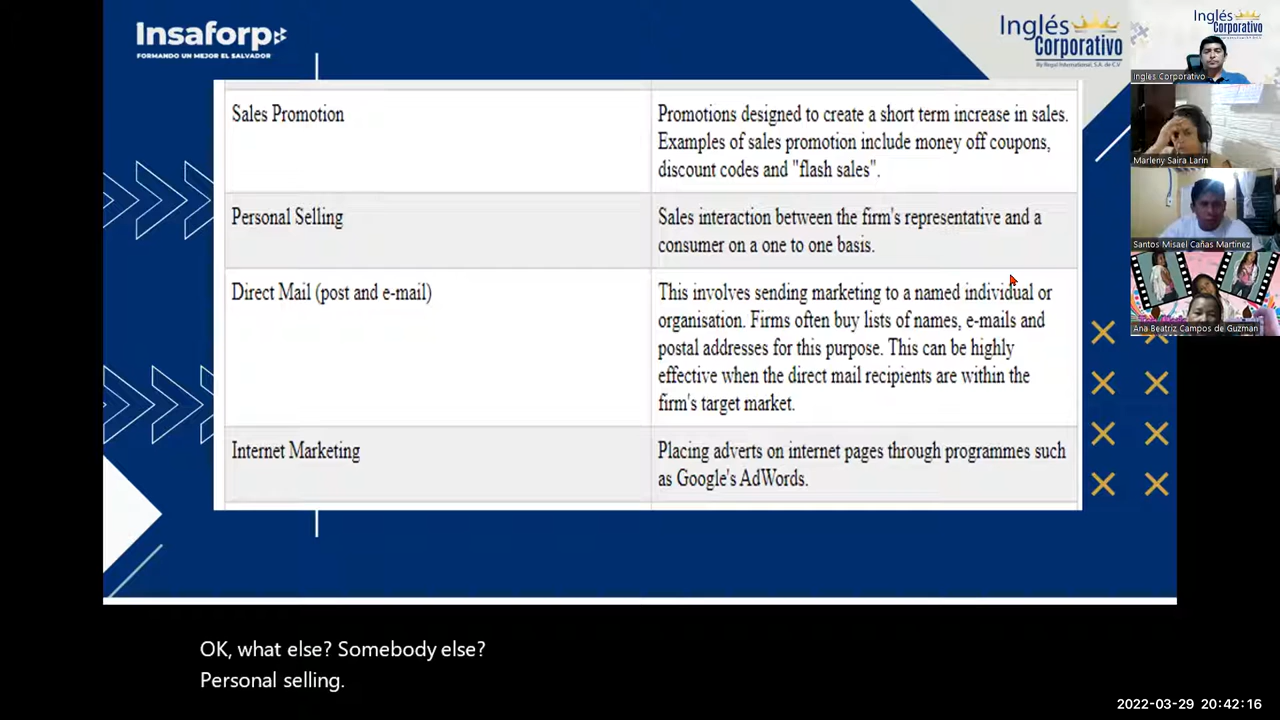 Insaforp
FORMANDO UN MEJOR EL SALVADOR
Inglés
Corporativo
By Regal International, S.A. de C.V
Sales Promotion
Promotions designed to create a short term increase in sales.
Examples of sales promotion include money off coupons,
discount codes and "flash sales".
Personal Selling
Sales interaction between the firm's representative and a
consumer on a one to one basis.
Direct Mail (post and e-mail)
This involves sending marketing to a named individual or
organisation. Firms often buy lists of names, e-mails and
postal addresses for this purpose. This can be highly
effective when the direct mail recipients are within the
firm's target market.
Internet Marketing
Placing adverts on internet pages through programmes such
as Google's AdWords.
Inglés
Corporativo
Ingles Corporativo
Marleny Saira Larin
Santos Misael Cañas Martinez
Ana Beatriz Campos de Guzman
OK, what else? Somebody else?
Personal selling.
2022-03-29 20:42:16